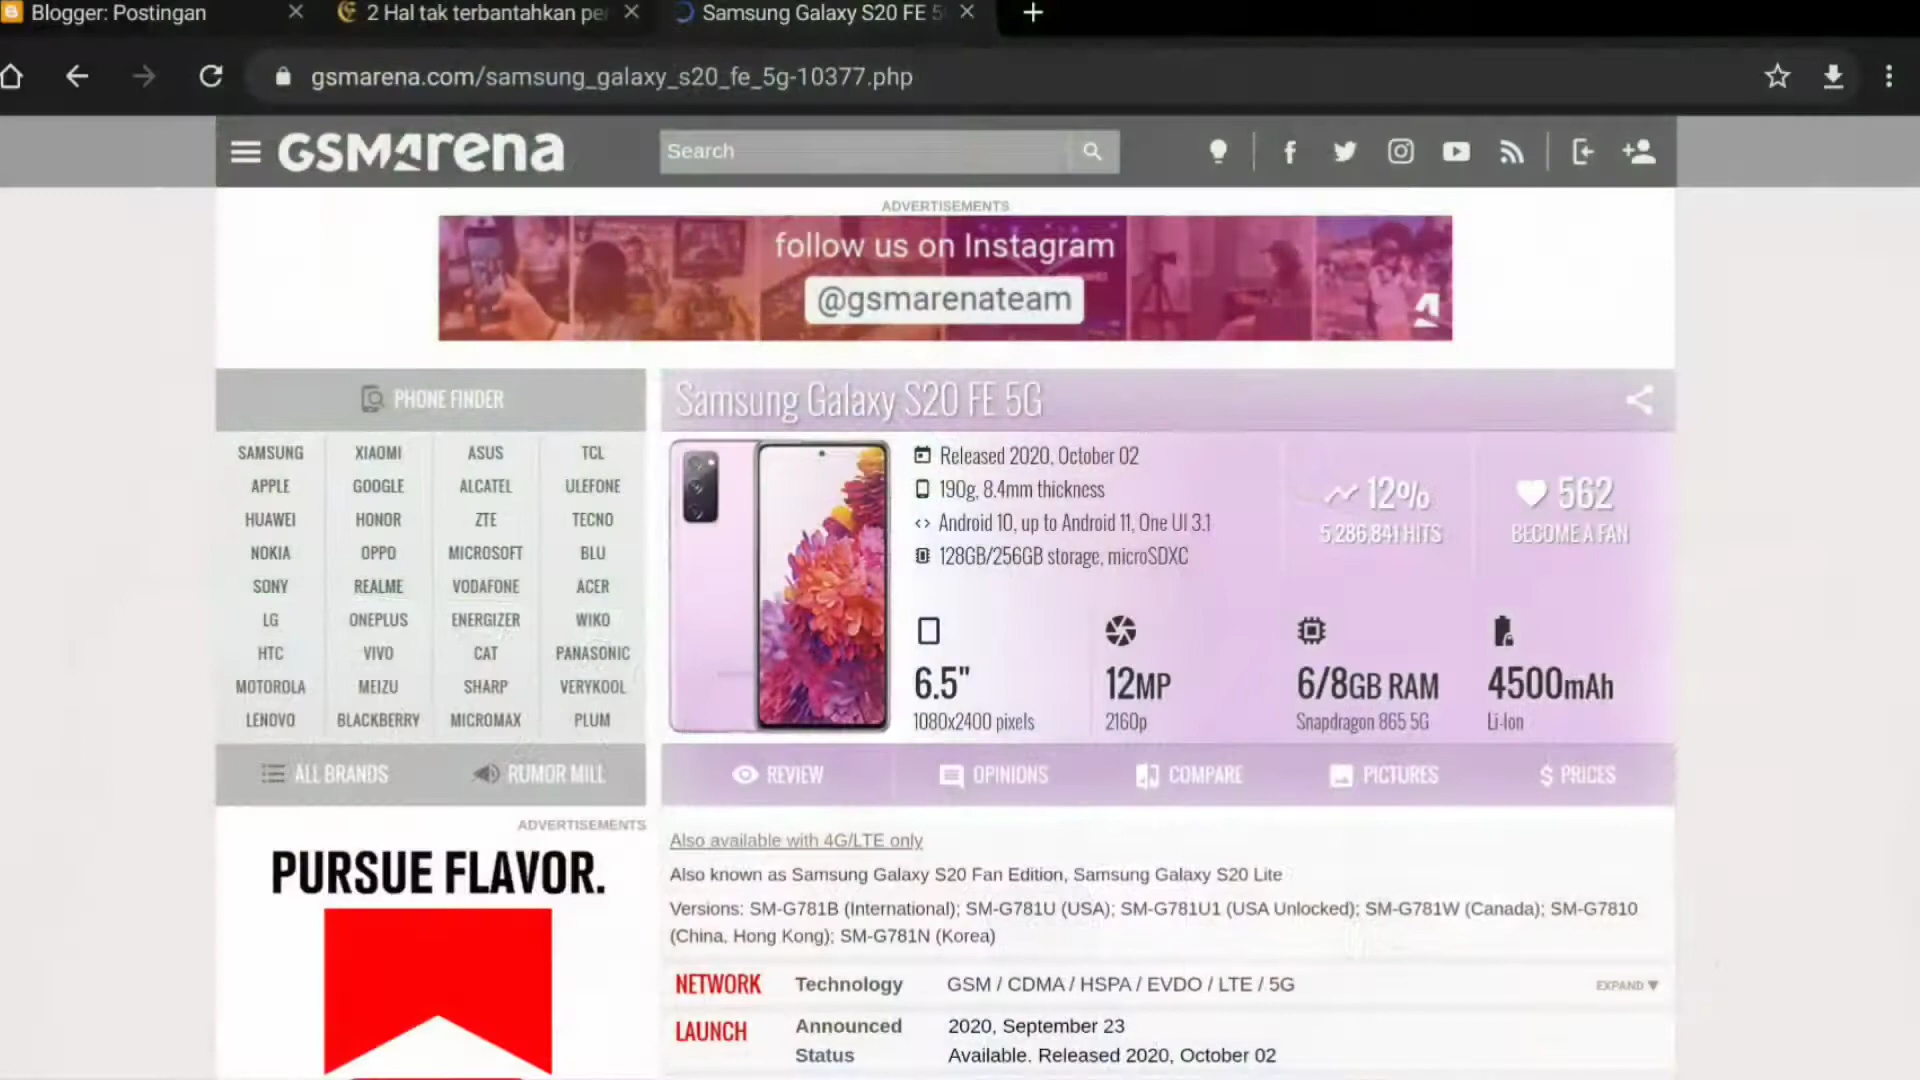 Blogger: Postingan
2 Hal tak terbantahkan pe
Samsung Galaxy S20 FE 5
gsmarena.com/samsung_galaxy_s20_fe_5g-10377.php
GSMArena
Search
ADVERTISEMENTS
follow us on Instagram
@gsmarenateam
PHONE FINDER
SAMSUNG XIAOMI ASUS TCL
APPLE GOOGLE ALCATEL ULEFONE
HUAWEI HONOR ZTE TECNO
NOKIA OPPO MICROSOFT BLU
SONY REALME VODAFONE ACER
LG ONEPLUS ENERGIZER WIKO
HTC VIVO CAT PANASONIC
MOTOROLA MEIZU SHARP VERYKOOL
LENOVO BLACKBERRY MICROMAX PLUM
ALL BRANDS RUMOR MILL
ADVERTISEMENTS
PURSUE FLAVOR.
Samsung Galaxy S20 FE 5G
Released 2020, October 02
190g, 8.4mm thickness
Android 10, up to Android 11, One UI 3.1
128GB/256GB storage, microSDXC
12%
5,286,841 HITS
562
BECOME A FAN
6.5"
1080x2400 pixels
12MP
2160p
6/8GB RAM
Snapdragon 865 5G
4500mAh
Li-Ion
REVIEW OPINIONS COMPARE PICTURES PRICES
Also available with 4G/LTE only
Also known as Samsung Galaxy S20 Fan Edition, Samsung Galaxy S20 Lite
Versions: SM-G781B (International); SM-G781U (USA); SM-G781U1 (USA Unlocked); SM-G781W (Canada); SM-G7810
(China, Hong Kong); SM-G781N (Korea)
NETWORK Technology GSM / CDMA / HSPA / EVDO / LTE / 5G EXPAND ▼
LAUNCH Announced 2020, September 23
Status Available. Released 2020, October 02